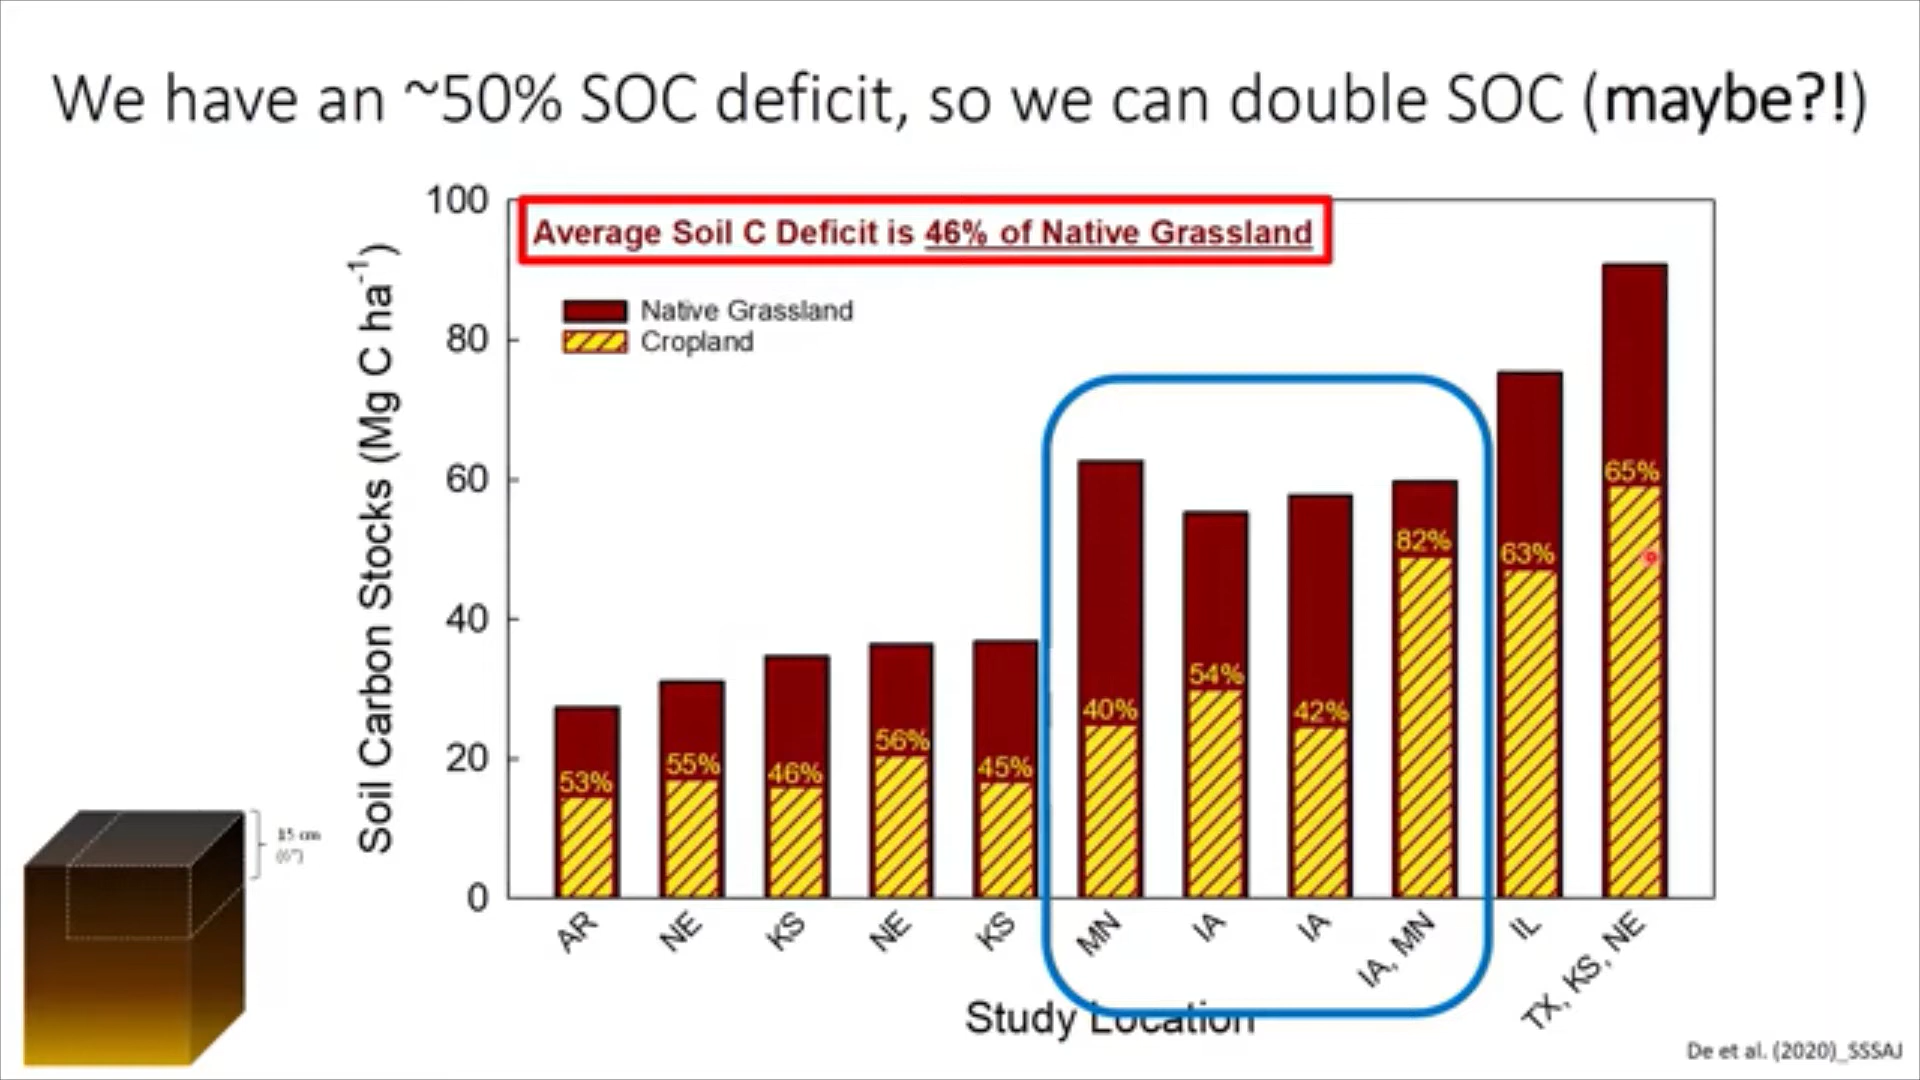 We have an ~50% SOC deficit, so we can double SOC (maybe?!)
Average Soil C Deficit is 46% of Native Grassland
Native Grassland
Cropland
Soil Carbon Stocks (Mg C ha⁻¹)
100
80
60
40
20
0
53%
55%
46%
56%
45%
40%
54%
42%
82%
63%
65%
AR
NE
KS
NE
KS
MN
IA
IA
IA, MN
IL
TX, KS, NE
Study Location
15 cm
(6")
De et al. (2020)_SSSAJ